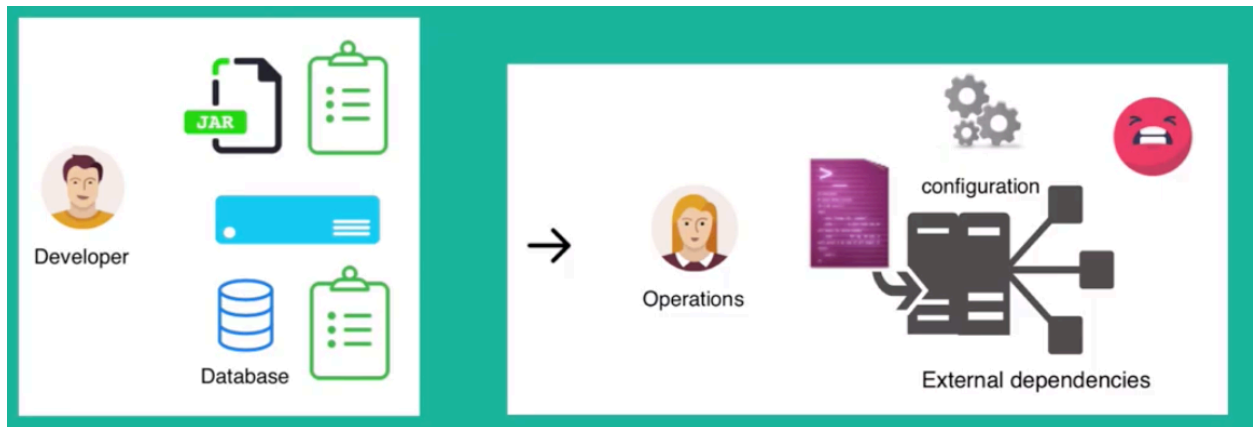 JAR
Developer
Database
Operations
>
configuration
External dependencies